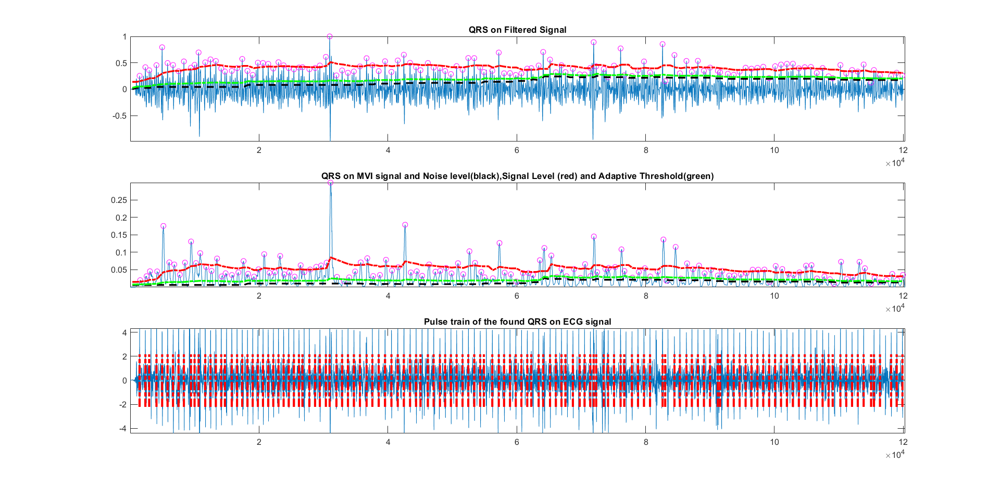 QRS on Filtered Signal
1
0.5
0
-0.5
2 4 6 8 10 12
×10^4
QRS on MVI signal and Noise level(black),Signal Level (red) and Adaptive Threshold(green)
0.25
0.2
0.15
0.1
0.05
2 4 6 8 10 12
×10^4
Pulse train of the found QRS on ECG signal
4
2
0
-2
-4
2 4 6 8 10 12
×10^4